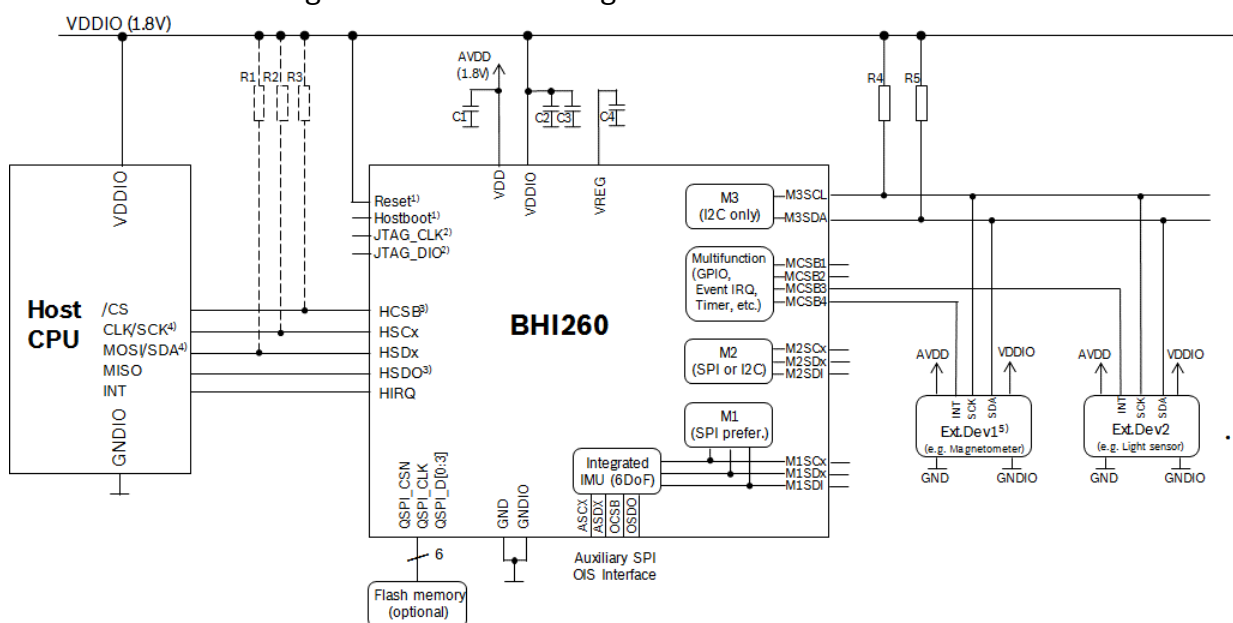 VDDIO (1.8V)
R1
R2
R3
AVDD
(1.8V)
C1
C2
C3
C4
R4
R5
VDDIO
VDD
VDDIO
VREG
Reset¹⁾
Hostboot¹⁾
JTAG_CLK²⁾
JTAG_DIO²⁾
M3
(I2C only)
M3SCL
M3SDA
Multifunction
(GPIO,
Event IRQ,
Timer, etc.)
MCSB1
MCSB2
MCSB3
MCSB4
Host
CPU
/CS
CLK/SCK⁴⁾
MOSI/SDA⁴⁾
MISO
INT
GNDIO
HCSB³⁾
HSCx
HSDx
HSDO³⁾
HIRQ
BHI260
M2
(SPI or I2C)
M2SCx
M2SDx
M2SDI
M1
(SPI prefer.)
Integrated
IMU (6DoF)
M1SCx
M1SDx
M1SDI
AVDD
VDDIO
INT
SCK
SDA
Ext.Dev1⁵⁾
(e.g. Magnetometer)
GND
GNDIO
AVDD
VDDIO
INT
SCK
SDA
Ext.Dev2
(e.g. Light sensor)
GND
GNDIO
.
QSPI_CSN
QSPI_CLK
QSPI_D[0:3]
GND
GNDIO
ASCX
ASDX
OCSB
OSDO
6
Auxiliary SPI
OIS Interface
Flash memory
(optional)